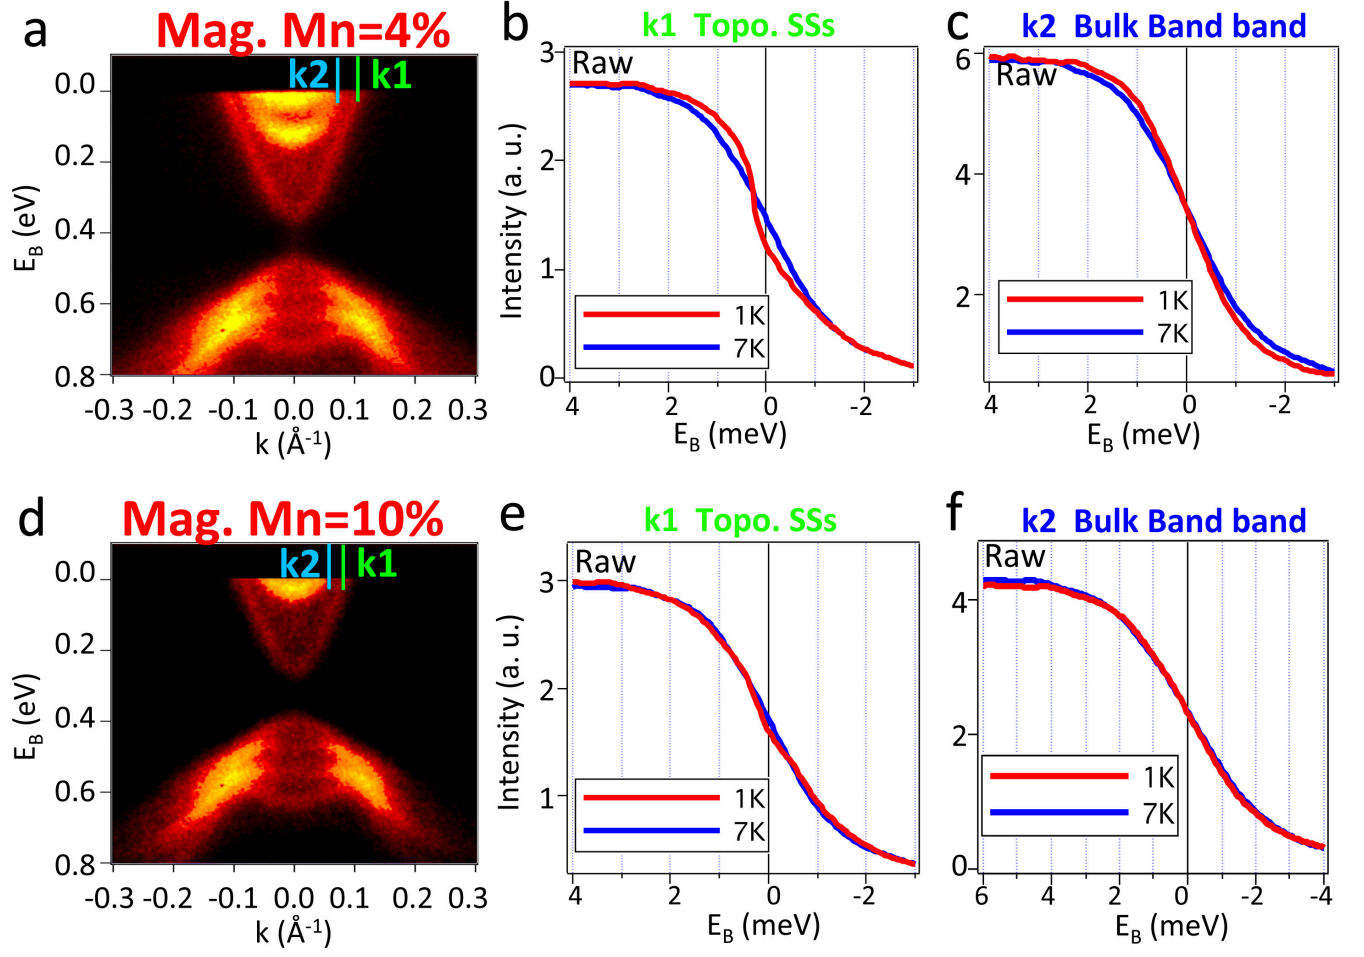 a
Mag. Mn=4%
k2 k1
0.0
0.2
0.4
0.6
0.8
E_B (eV)
-0.3 -0.2 -0.1 0.0 0.1 0.2 0.3
k (Å⁻¹)
b
k1 Topo. SSs
Raw
3
2
1
0
Intensity (a. u.)
1K
7K
4 2 0 -2
E_B (meV)
c
k2 Bulk Band band
Raw
6
4
2
1K
7K
4 2 0 -2
E_B (meV)
d
Mag. Mn=10%
k2 k1
0.0
0.2
0.4
0.6
0.8
E_B (eV)
-0.3 -0.2 -0.1 0.0 0.1 0.2 0.3
k (Å⁻¹)
e
k1 Topo. SSs
Raw
3
2
1
Intensity (a. u.)
1K
7K
4 2 0 -2
E_B (meV)
f
k2 Bulk Band band
Raw
4
2
0
1K
7K
6 4 2 0 -2 -4
E_B (meV)